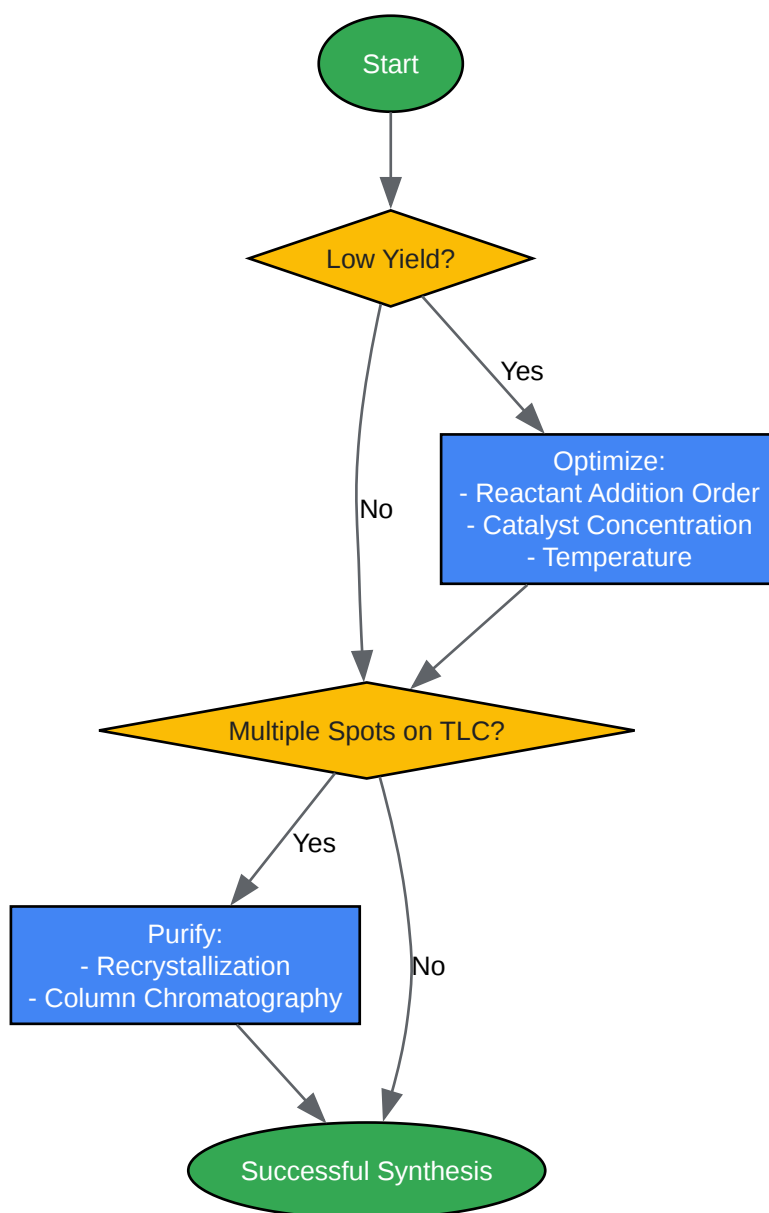 Start
Low Yield?
Yes
Optimize:
- Reactant Addition Order
- Catalyst Concentration
- Temperature
No
Multiple Spots on TLC?
Yes
Purify:
- Recrystallization
- Column Chromatography
No
Successful Synthesis